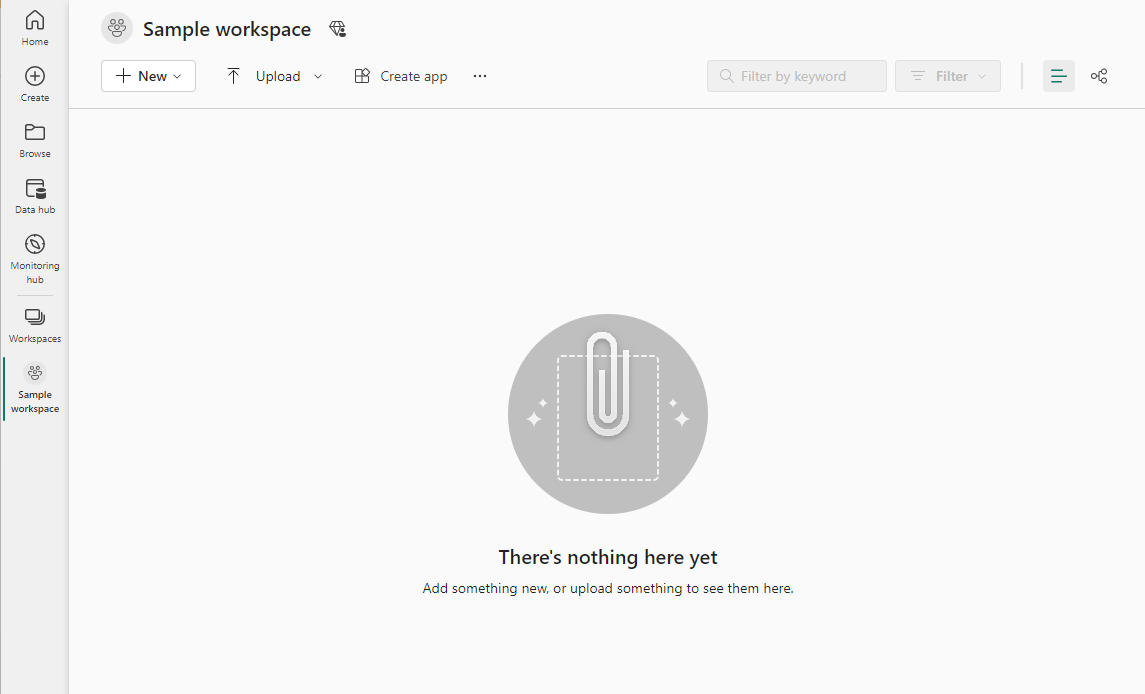 Home
Create
Browse
Data hub
Monitoring
hub
Workspaces
Sample
workspace
Sample workspace
New
Upload
Create app
Filter by keyword
Filter
There's nothing here yet
Add something new, or upload something to see them here.